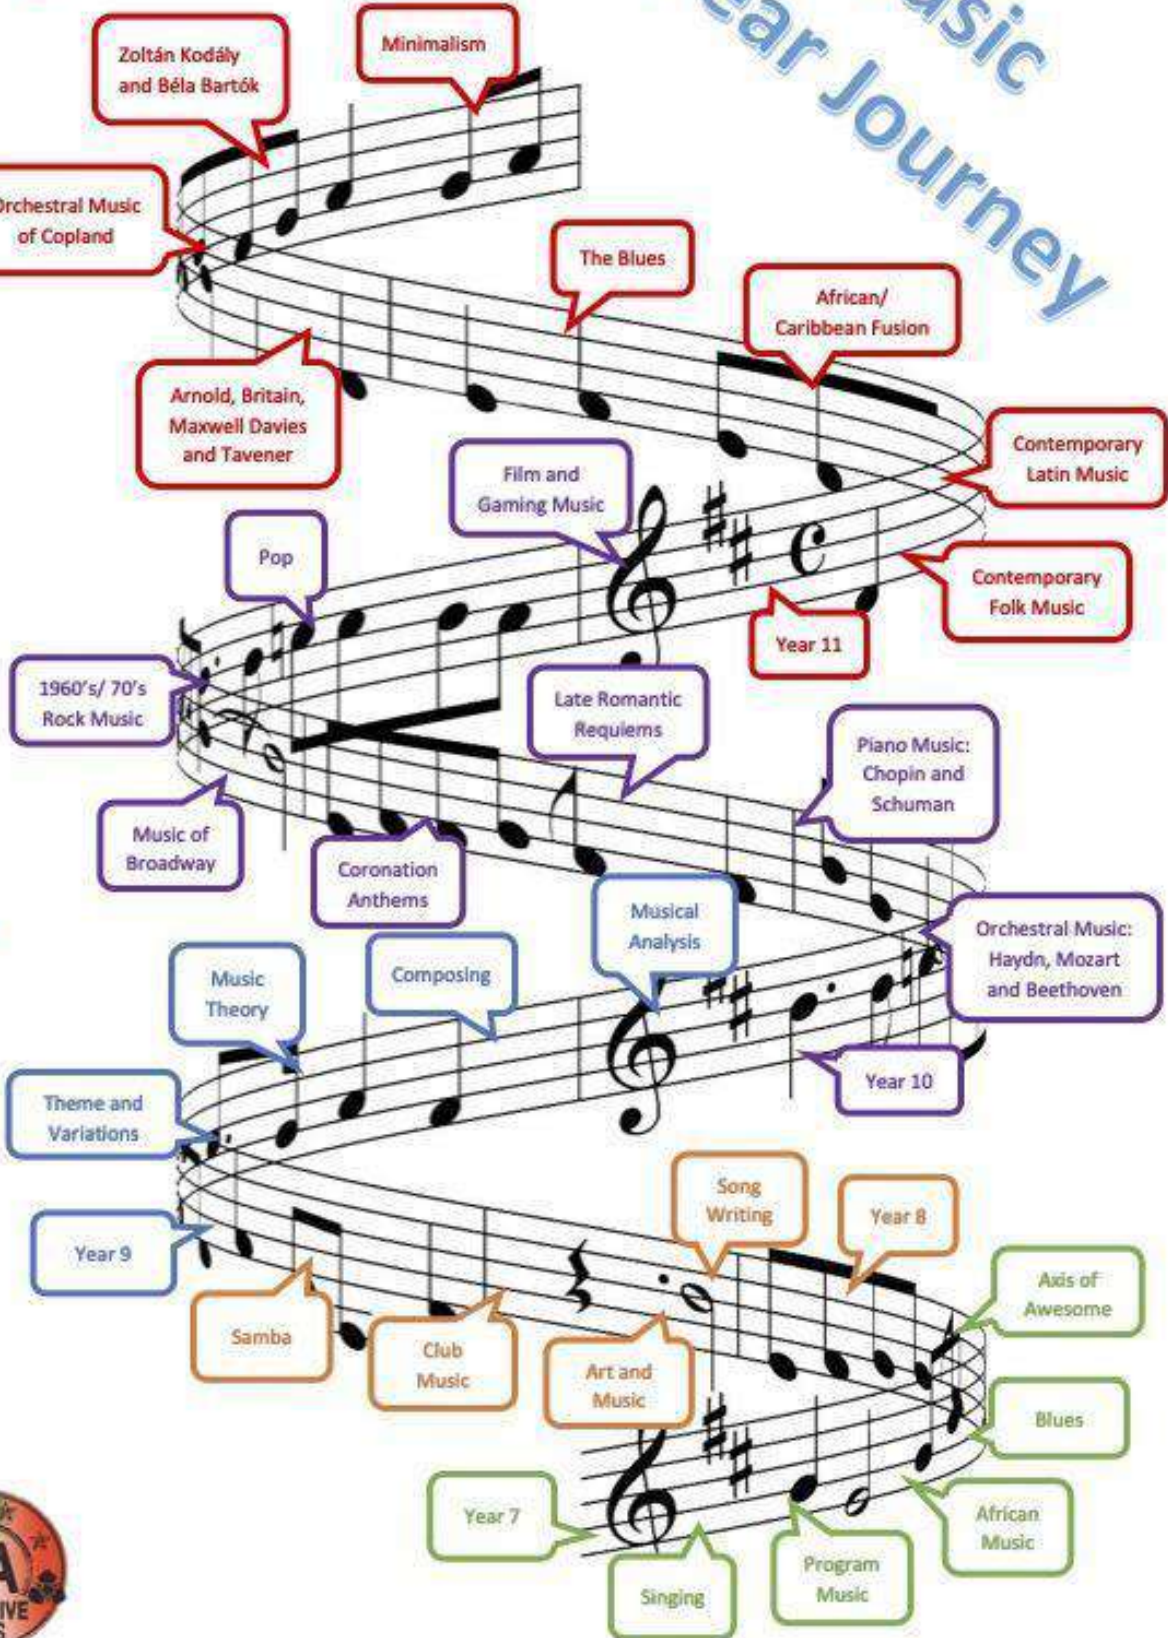 Journey
Zoltán Kodály
and Béla Bartók
Minimalism
Orchestral Music
of Copland
The Blues
African/
Caribbean Fusion
Arnold, Britain,
Maxwell Davies
and Tavener
Contemporary
Latin Music
Film and
Gaming Music
Pop
Contemporary
Folk Music
Year 11
1960's/ 70's
Rock Music
Late Romantic
Requiems
Piano Music:
Chopin and
Schuman
Music of
Broadway
Coronation
Anthems
Musical
Analysis
Orchestral Music:
Haydn, Mozart
and Beethoven
Music
Theory
Composing
Year 10
Theme and
Variations
Song
Writing
Year 8
Year 9
Axis of
Awesome
Samba
Club
Music
Art and
Music
Blues
Year 7
African
Music
Program
Music
Singing